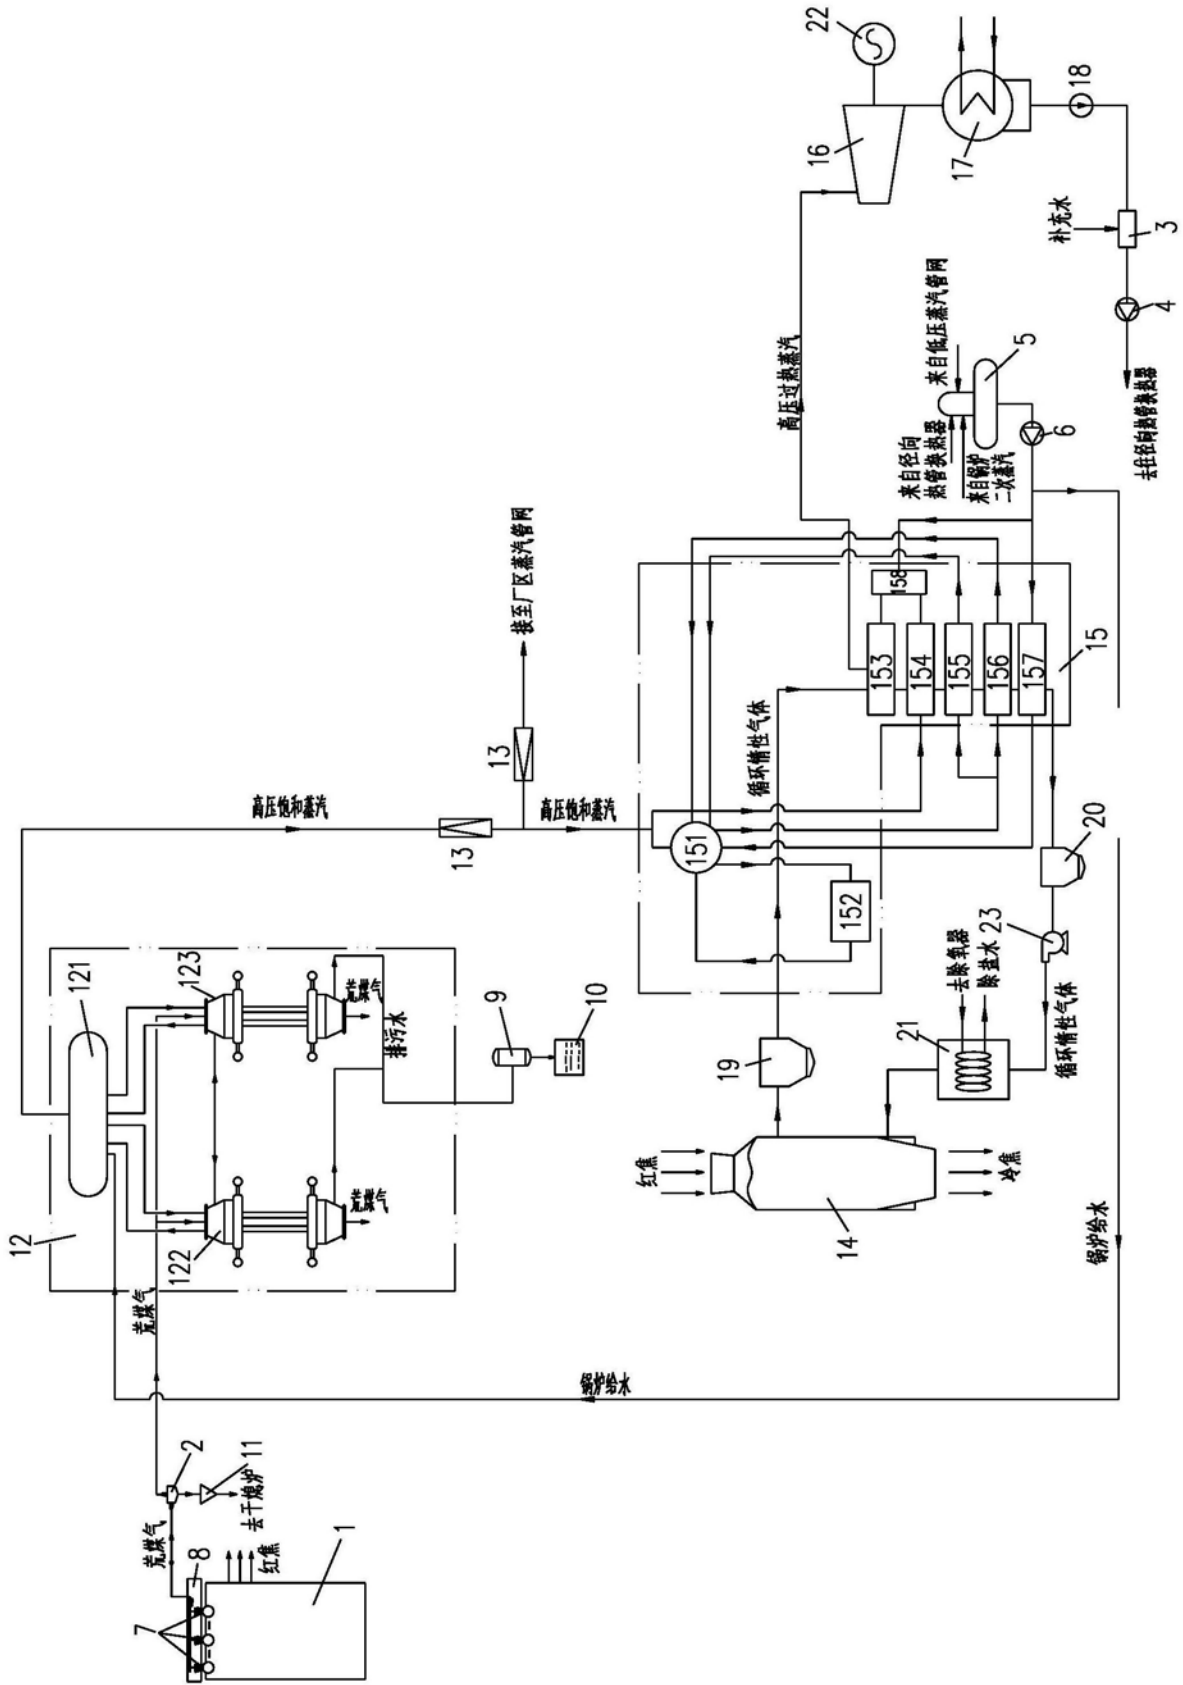 12
121
7
荒煤气
荒煤气
8
2
122
123
11
去干熄炉
红焦
高压饱和蒸汽
1
荒煤气
荒煤气
排污水
13
9
13
接至厂区蒸汽管网
高压饱和蒸汽
10
锅炉给水
红焦
151
19
循环情性气体
高压过热蒸汽
16
22
14
152
153
158
21
来自径向
热管换热器
154
来自低压蒸汽管网
去除氧器
来自锅炉
二次蒸汽
155
17
除盐水
23
156
冷焦
5
157
循环情性气体
补充水
6
18
15
20
锅炉给水
去往径向热管换热器
4
3